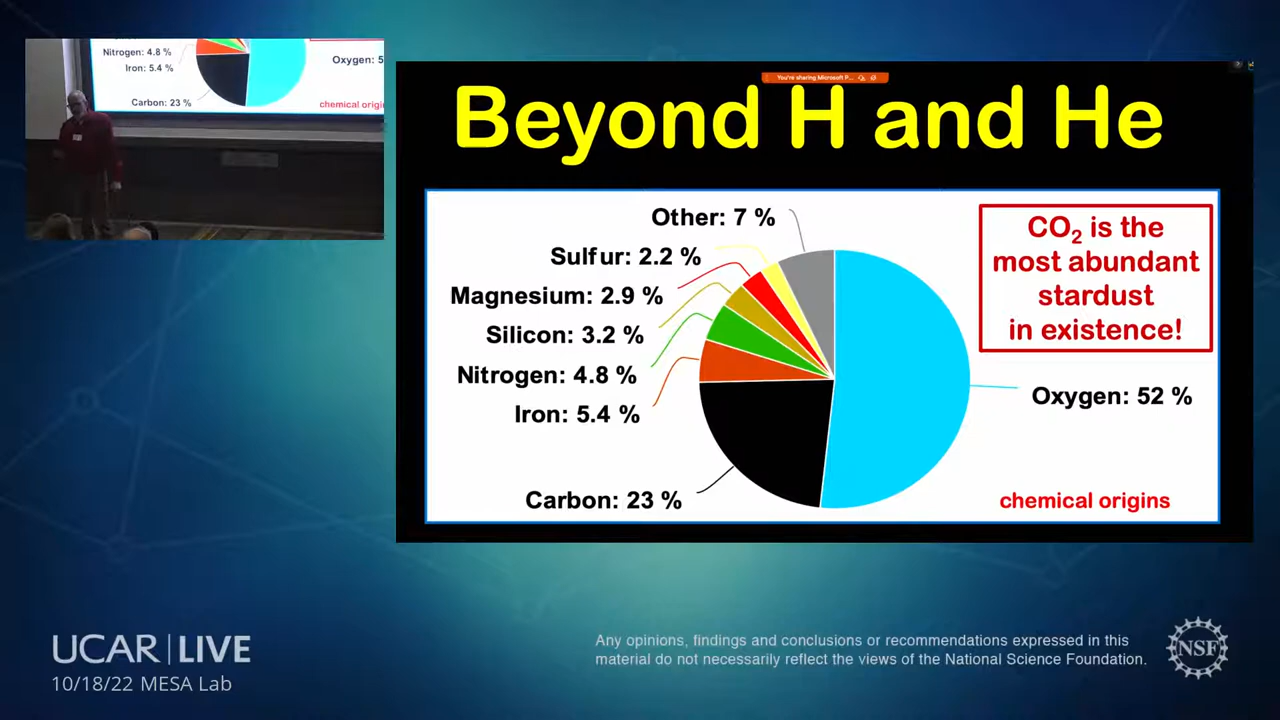 Nitrogen: 4.8 %
Iron: 5.4 %
Carbon: 23 %
Oxygen: 5
chemical origi
You're sharing Microsoft P...
Beyond H and He
Other: 7 %
Sulfur: 2.2 %
Magnesium: 2.9 %
Silicon: 3.2 %
Nitrogen: 4.8 %
Iron: 5.4 %
Carbon: 23 %
CO₂ is the
most abundant
stardust
in existence!
Oxygen: 52 %
chemical origins
UCAR | LIVE
10/18/22 MESA Lab
Any opinions, findings and conclusions or recommendations expressed in this
material do not necessarily reflect the views of the National Science Foundation.
NSF